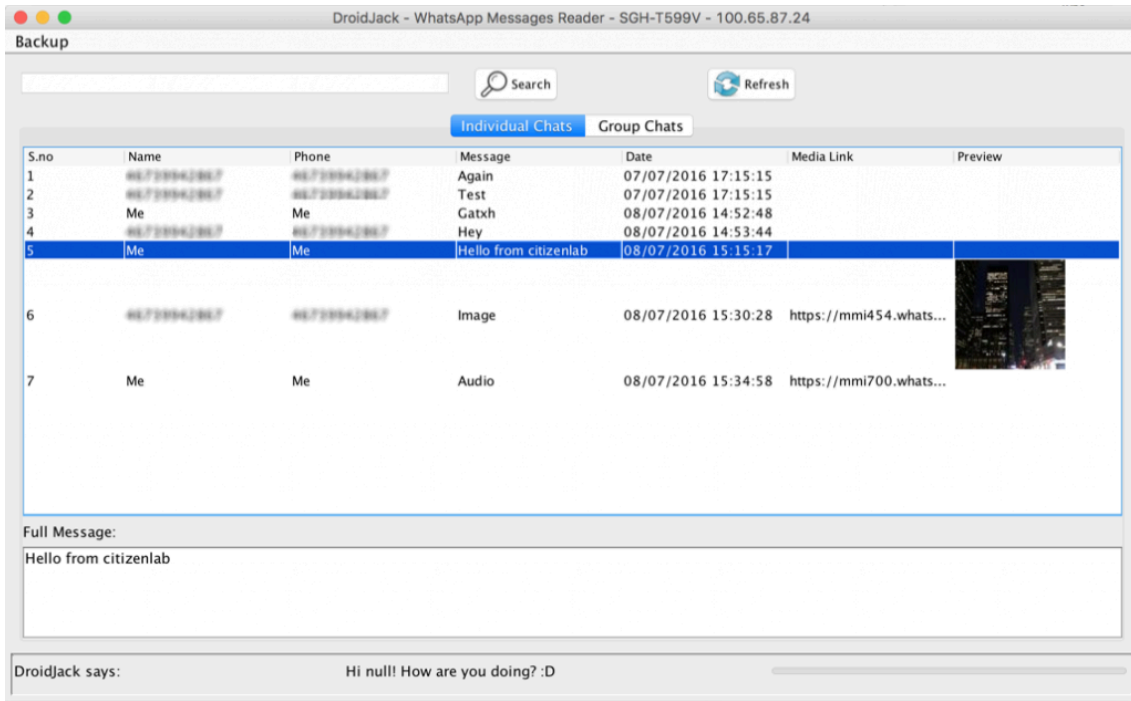 DroidJack - WhatsApp Messages Reader - SGH-T599V - 100.65.87.24
Backup
Search Refresh
Individual Chats Group Chats
S.no Name Phone Message Date Media Link Preview
1 Again 07/07/2016 17:15:15
2 Test 07/07/2016 17:15:15
3 Me Me Gatxh 08/07/2016 14:52:48
4 Hey 08/07/2016 14:53:44
5 Me Me Hello from citizenlab 08/07/2016 15:15:17
6 Image 08/07/2016 15:30:28 https://mmi454.whats...
7 Me Me Audio 08/07/2016 15:34:58 https://mmi700.whats...
Full Message:
Hello from citizenlab
DroidJack says: Hi null! How are you doing? :D